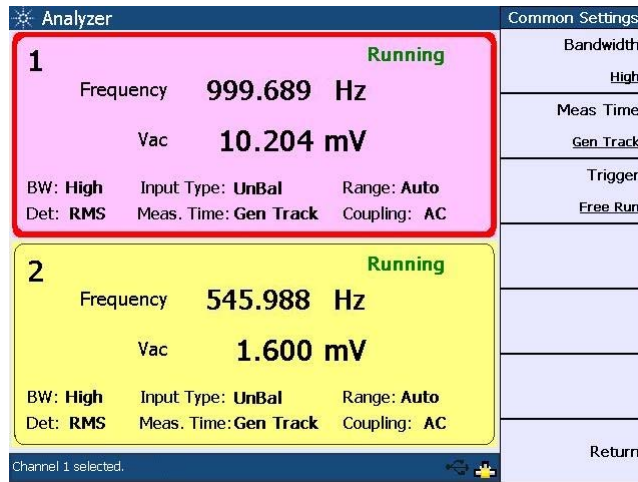 Analyzer
1
Running
Frequency 999.689 Hz
Vac 10.204 mV
BW: High Input Type: UnBal Range: Auto
Det: RMS Meas. Time: Gen Track Coupling: AC
2
Running
Frequency 545.988 Hz
Vac 1.600 mV
BW: High Input Type: UnBal Range: Auto
Det: RMS Meas. Time: Gen Track Coupling: AC
Channel 1 selected.
Common Settings
Bandwidth
High
Meas Time
Gen Track
Trigger
Free Run
Return